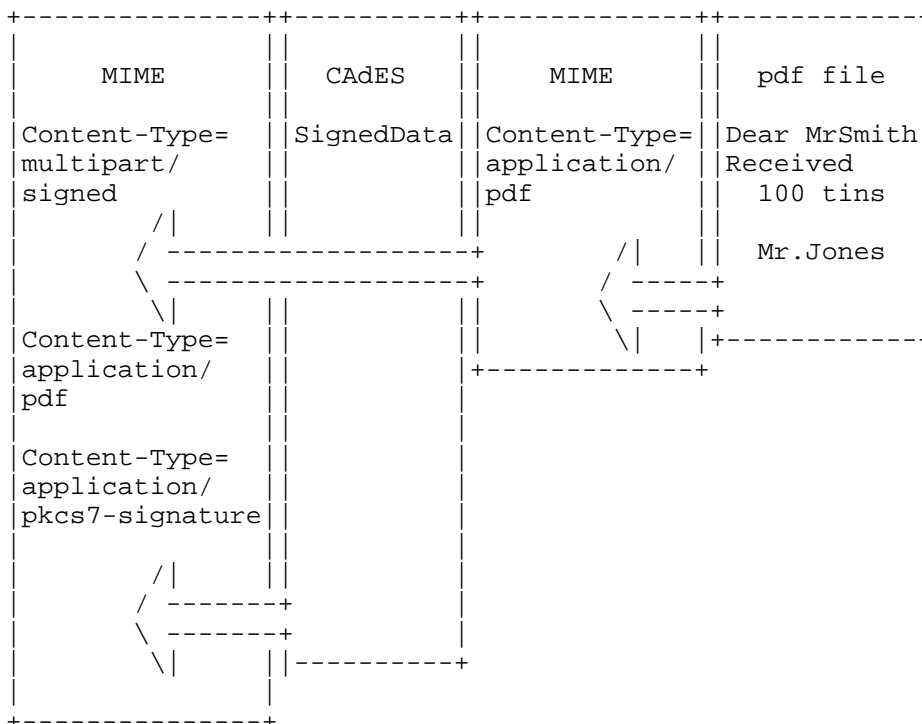 MIME CAdES MIME pdf file
Content-Type= SignedData Content-Type= Dear MrSmith
multipart/ application/ Received
signed pdf 100 tins
Mr.Jones
Content-Type=
application/
pdf
Content-Type=
application/
pkcs7-signature